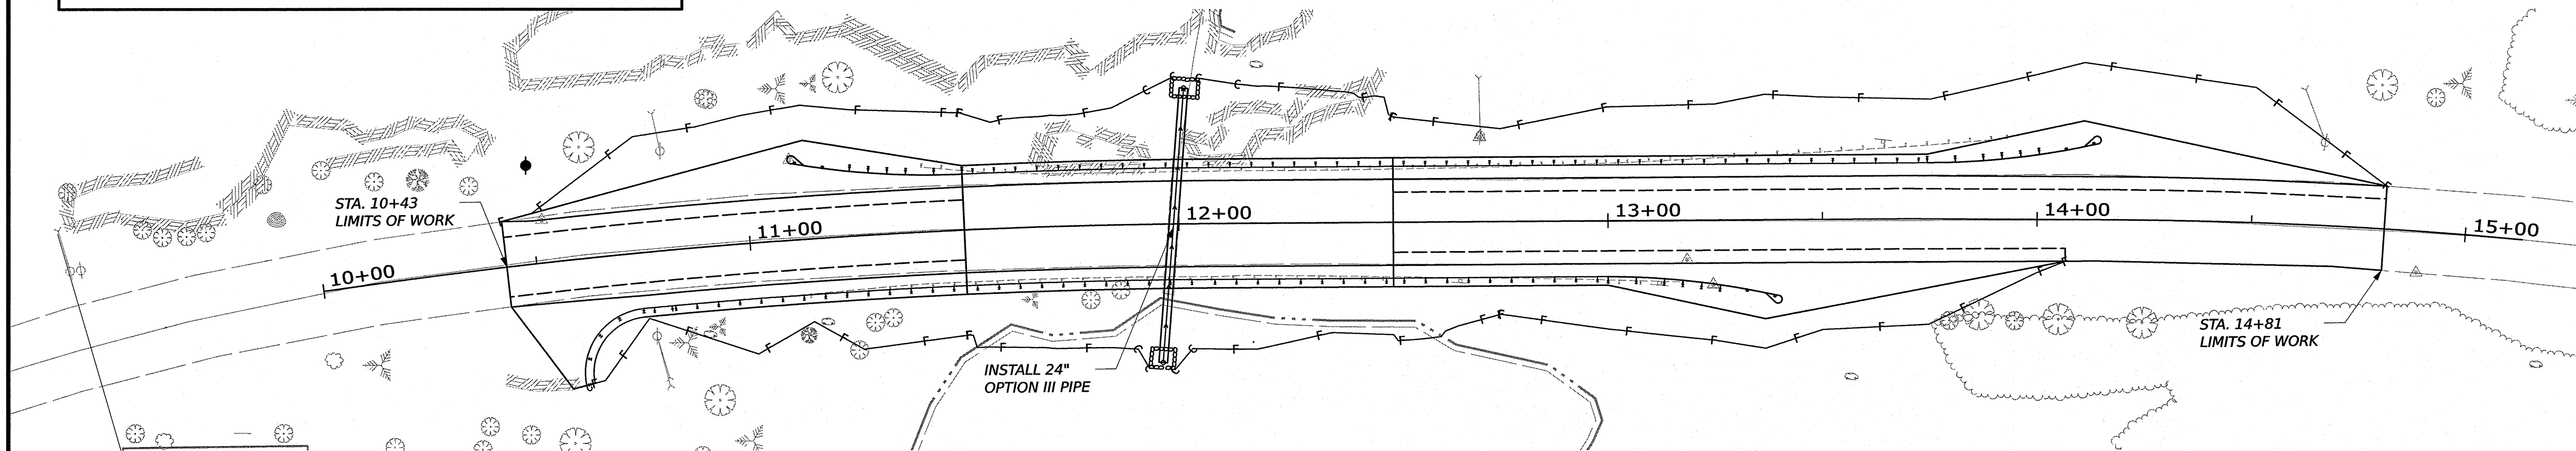 STA. 10+43
LIMITS OF WORK
10+00
11+00
12+00
13+00
14+00
15+00
INSTALL 24"
OPTION III PIPE
STA. 14+81
LIMITS OF WORK